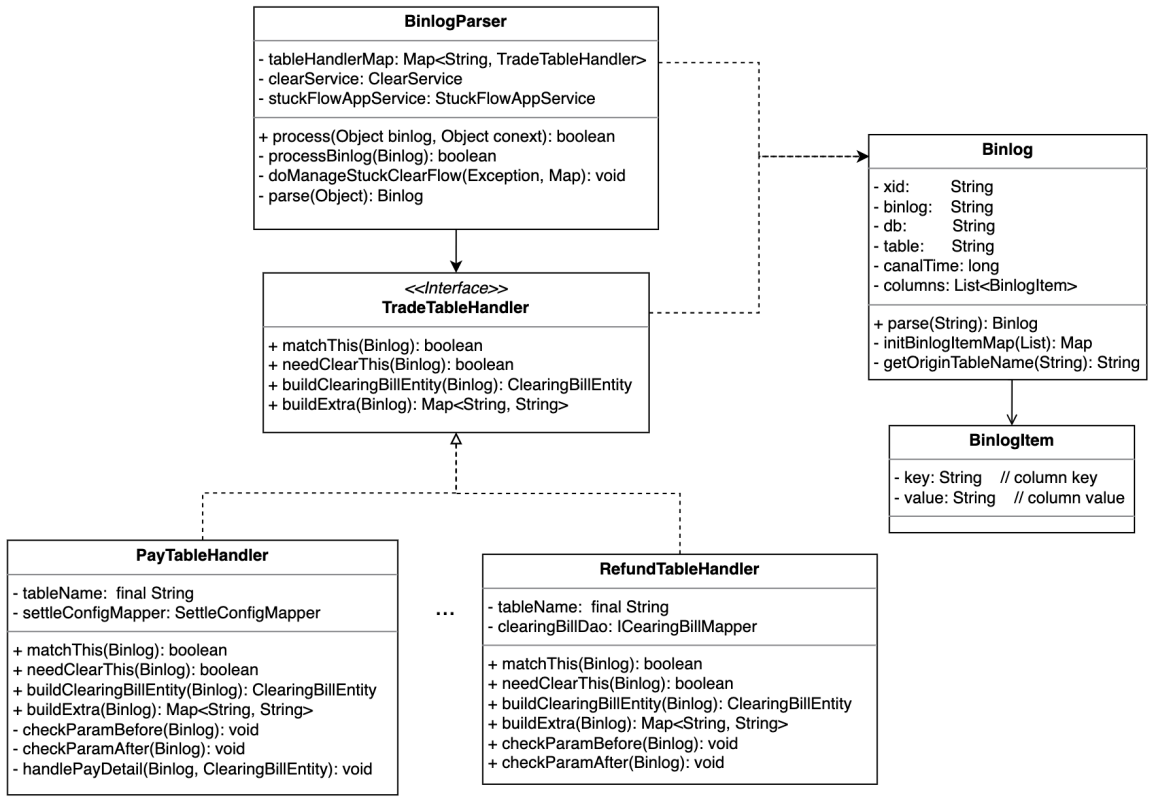 BinlogParser
- tableHandlerMap: Map<String, TradeTableHandler>
- clearService: ClearService
- stuckFlowAppService: StuckFlowAppService
+ process(Object binlog, Object conext): boolean
- processBinlog(Binlog): boolean
- doManageStuckClearFlow(Exception, Map): void
- parse(Object): Binlog
Binlog
- xid: String
- binlog: String
- db: String
- table: String
- canalTime: long
- columns: List<BinlogItem>
+ parse(String): Binlog
- initBinlogItemMap(List): Map
- getOriginTableName(String): String
<<Interface>>
TradeTableHandler
+ matchThis(Binlog): boolean
+ needClearThis(Binlog): boolean
+ buildClearingBillEntity(Binlog): ClearingBillEntity
+ buildExtra(Binlog): Map<String, String>
BinlogItem
- key: String // column key
- value: String // column value
PayTableHandler
- tableName: final String
- settleConfigMapper: SettleConfigMapper
+ matchThis(Binlog): boolean
+ needClearThis(Binlog): boolean
+ buildClearingBillEntity(Binlog): ClearingBillEntity
+ buildExtra(Binlog): Map<String, String>
- checkParamBefore(Binlog): void
- checkParamAfter(Binlog): void
- handlePayDetail(Binlog, ClearingBillEntity): void
...
RefundTableHandler
- tableName: final String
- clearingBillDao: ICearingBillMapper
+ matchThis(Binlog): boolean
+ needClearThis(Binlog): boolean
+ buildClearingBillEntity(Binlog): ClearingBillEntity
+ buildExtra(Binlog): Map<String, String>
+ checkParamBefore(Binlog): void
+ checkParamAfter(Binlog): void